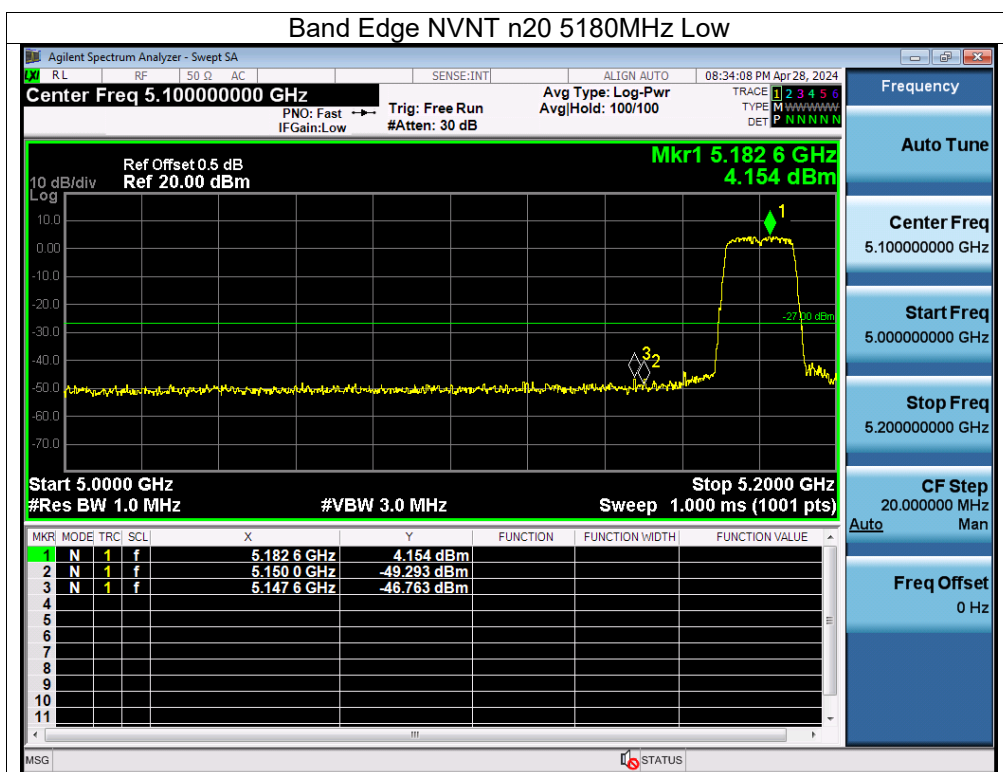 Band Edge NVNT n20 5180MHz Low
Agilent Spectrum Analyzer - Swept SA
LXI RL RF 50 Ω AC SENSE:INT ALIGN AUTO 08:34:08 PM Apr 28, 2024
Center Freq 5.100000000 GHz
PNO: Fast
IFGain:Low
Trig: Free Run
#Atten: 30 dB
Avg Type: Log-Pwr
Avg|Hold: 100/100
TRACE 1 2 3 4 5 6
TYPE M WWWWW
DET P N N N N N
Mkr1 5.182 6 GHz
4.154 dBm
Ref Offset 0.5 dB
10 dB/div Ref 20.00 dBm
Log
10.0
0.00
-10.0
-20.0
-30.0
-40.0
-50.0
-60.0
-70.0
1
-27.00 dBm
3
2
Start 5.0000 GHz Stop 5.2000 GHz
#Res BW 1.0 MHz #VBW 3.0 MHz Sweep 1.000 ms (1001 pts)
MKR MODE TRC SCL X Y FUNCTION FUNCTION WIDTH FUNCTION VALUE
1 N 1 f 5.182 6 GHz 4.154 dBm
2 N 1 f 5.150 0 GHz -49.293 dBm
3 N 1 f 5.147 6 GHz -46.763 dBm
4
5
6
7
8
9
10
11
MSG STATUS
Frequency
Auto Tune
Center Freq
5.100000000 GHz
Start Freq
5.000000000 GHz
Stop Freq
5.200000000 GHz
CF Step
20.000000 MHz
Auto Man
Freq Offset
0 Hz